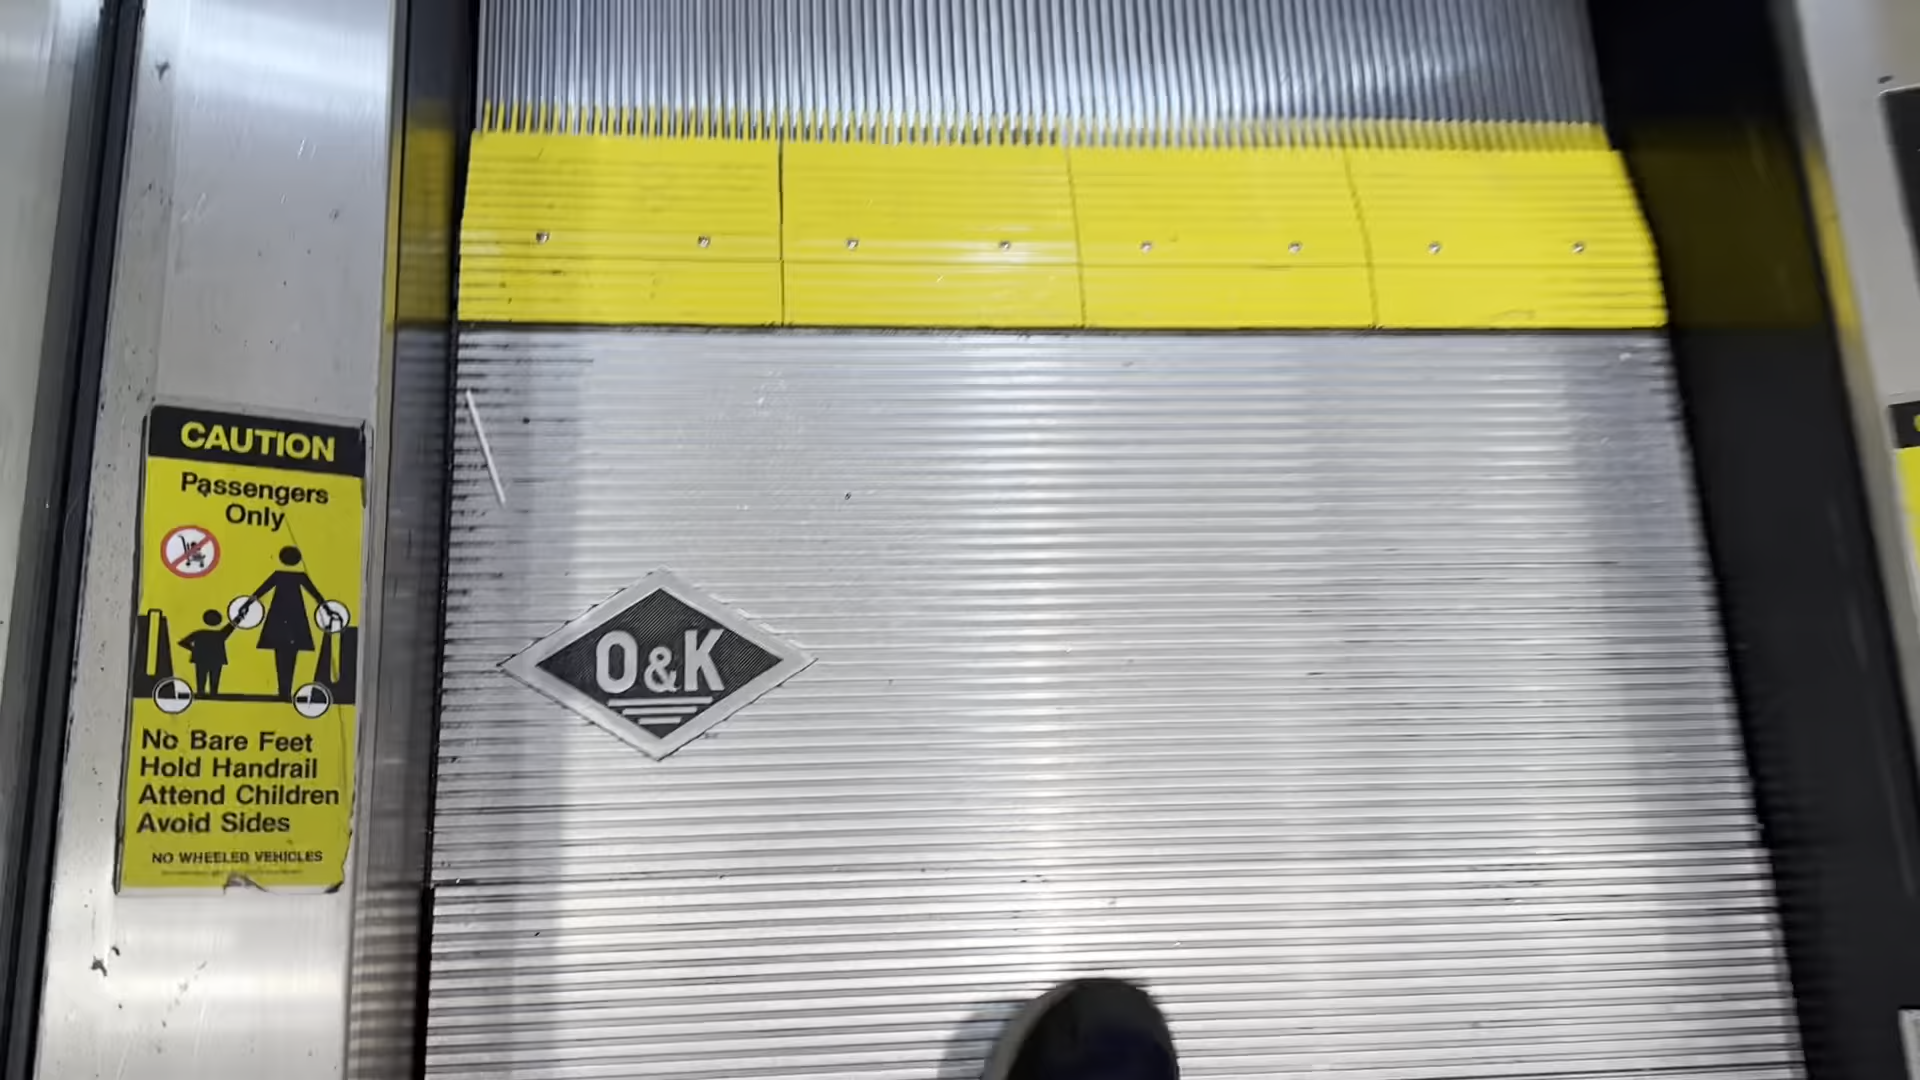 CAUTION
Passengers
Only
No Bare Feet
Hold Handrail
Attend Children
Avoid Sides
NO WHEELED VEHICLES
O&K